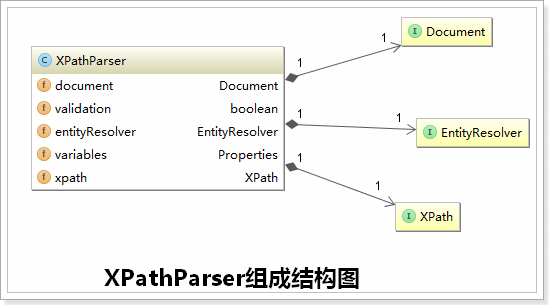 C XPathParser
f document Document
f validation boolean
f entityResolver EntityResolver
f variables Properties
f xpath XPath
1 1
I Document
1 1
I EntityResolver
1 1
I XPath
XPathParser组成结构图